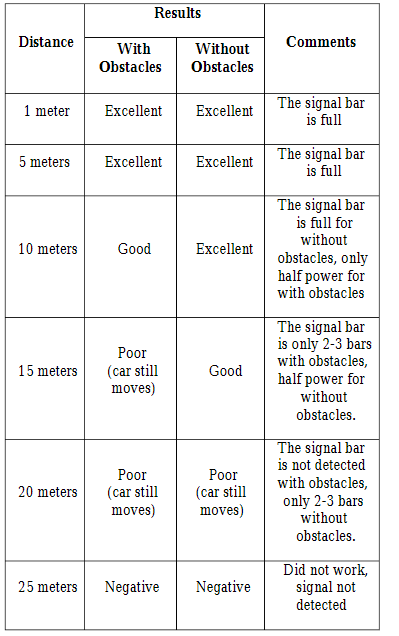 Results
Distance
With
Obstacles
Without
Obstacles
Comments
1 meter
Excellent
Excellent
The signal bar
is full
5 meters
Excellent
Excellent
The signal bar
is full
10 meters
Good
Excellent
The signal bar
is full for
without
obstacles, only
half power for
with obstacles
15 meters
Poor
(car still
moves)
Good
The signal bar
is only 2-3 bars
with obstacles,
half power for
without
obstacles.
20 meters
Poor
(car still
moves)
Poor
(car still
moves)
The signal bar
is not detected
with obstacles,
only 2-3 bars
without
obstacles.
25 meters
Negative
Negative
Did not work,
signal not
detected